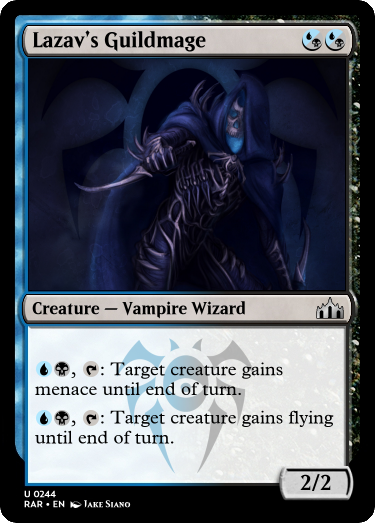 Lazav's Guildmage
Creature — Vampire Wizard
, : Target creature gains
menace until end of turn.
, : Target creature gains flying
until end of turn.
2/2
U 0244
RAR • EN Jake Siano